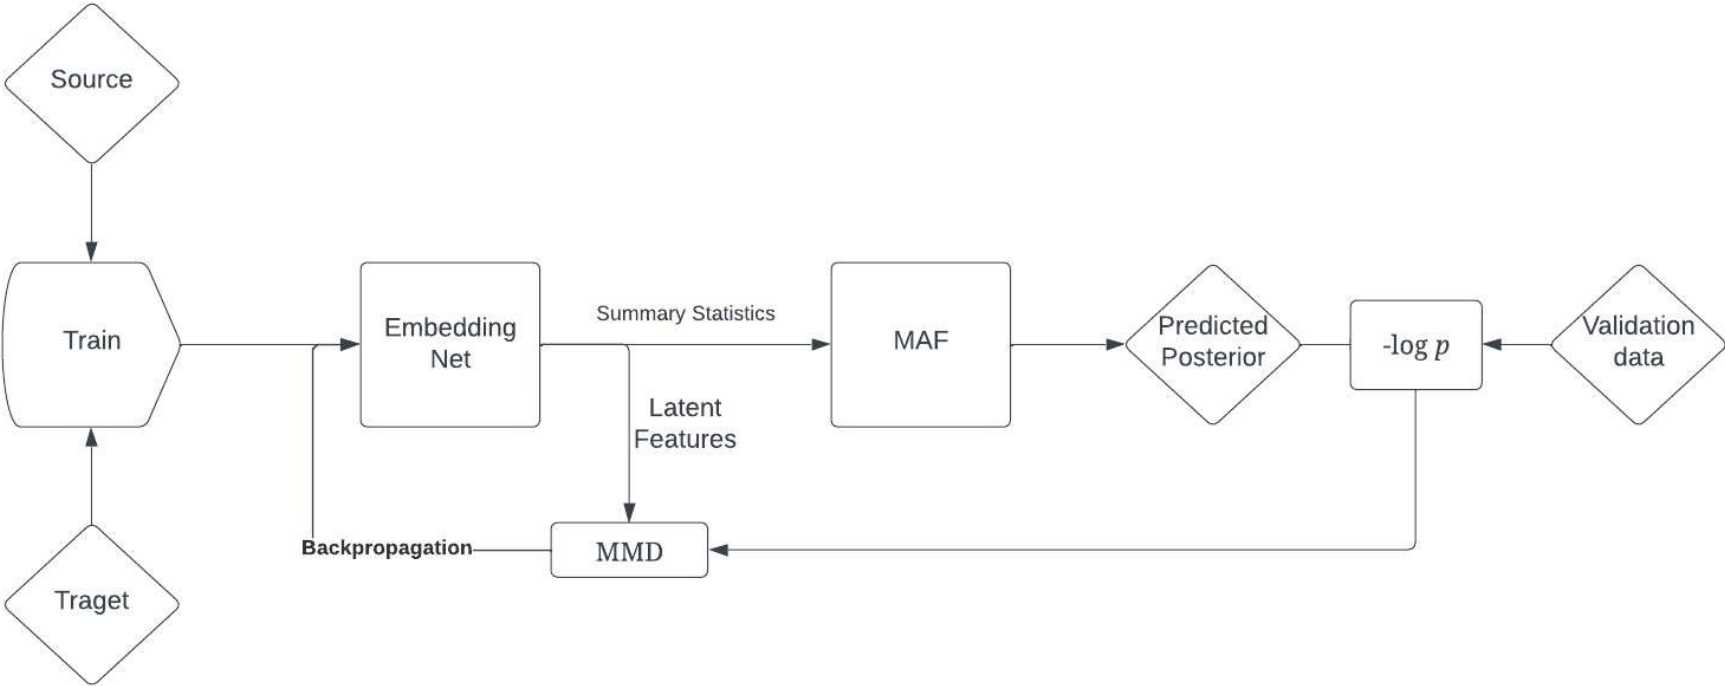 Source
Train
Embedding
Net
Summary Statistics
MAF
Predicted
Posterior
-log p
Validation
data
Latent
Features
Backpropagation
MMD
Traget